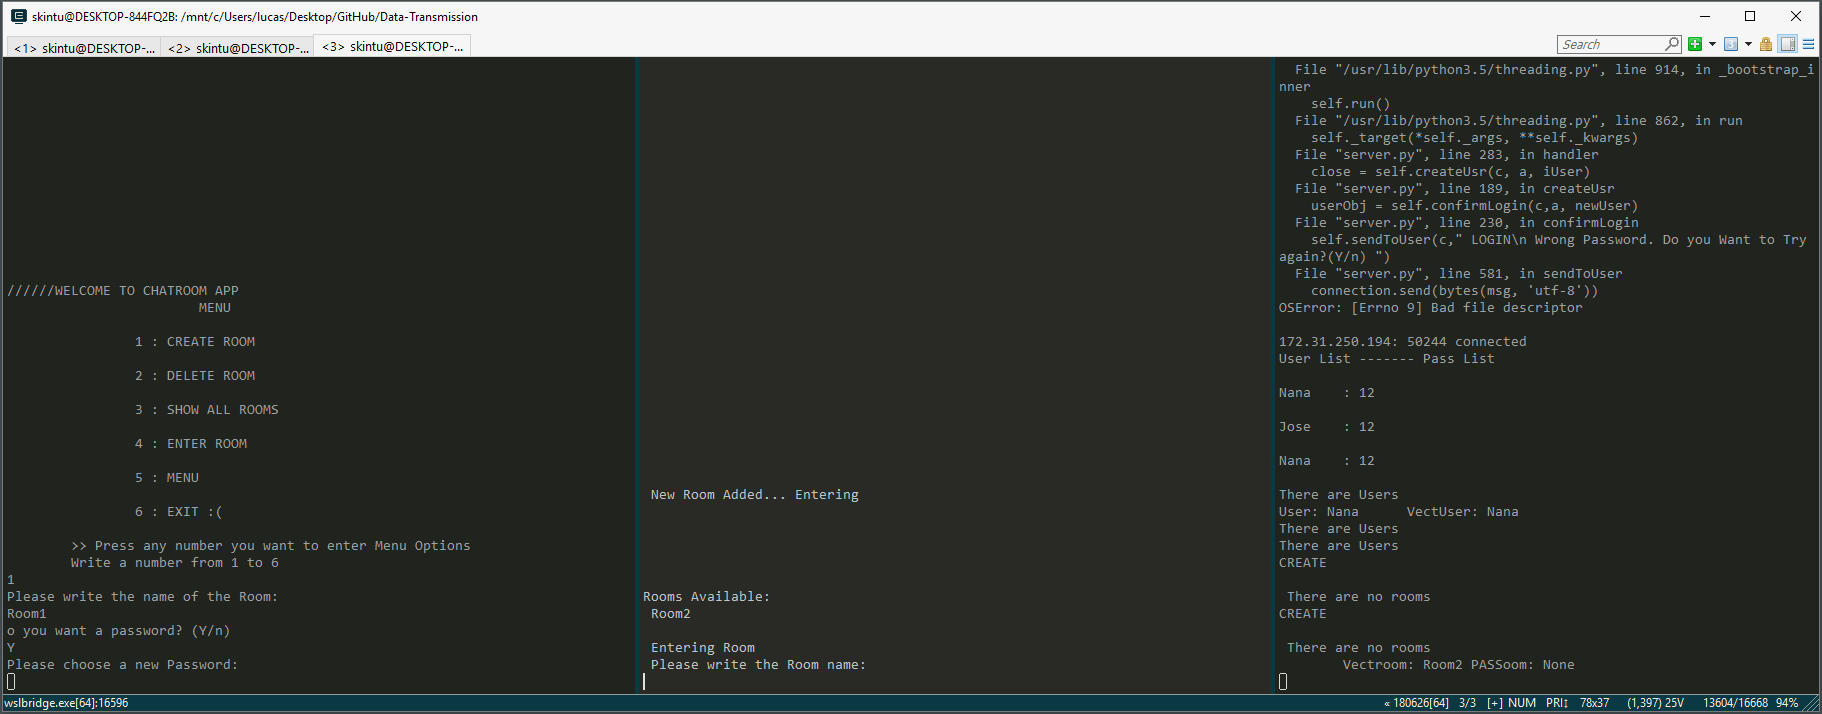 skintu@DESKTOP-844FQ2B: /mnt/c/Users/lucas/Desktop/GitHub/Data-Transmission
<1> skintu@DESKTOP-... <2> skintu@DESKTOP-... <3> skintu@DESKTOP-...
Search
//////WELCOME TO CHATROOM APP
MENU
1 : CREATE ROOM
2 : DELETE ROOM
3 : SHOW ALL ROOMS
4 : ENTER ROOM
5 : MENU
6 : EXIT :(
>> Press any number you want to enter Menu Options
Write a number from 1 to 6
1
Please write the name of the Room:
Room1
o you want a password? (Y/n)
Y
Please choose a new Password:
New Room Added... Entering
Rooms Available:
Room2
Entering Room
Please write the Room name:
File "/usr/lib/python3.5/threading.py", line 914, in _bootstrap_i
nner
self.run()
File "/usr/lib/python3.5/threading.py", line 862, in run
self._target(*self._args, **self._kwargs)
File "server.py", line 283, in handler
close = self.createUsr(c, a, iUser)
File "server.py", line 189, in createUsr
userObj = self.confirmLogin(c,a, newUser)
File "server.py", line 230, in confirmLogin
self.sendToUser(c," LOGIN\n Wrong Password. Do you Want to Try
again?(Y/n) ")
File "server.py", line 581, in sendToUser
connection.send(bytes(msg, 'utf-8'))
OSError: [Errno 9] Bad file descriptor
172.31.250.194: 50244 connected
User List ------- Pass List
Nana : 12
Jose : 12
Nana : 12
There are Users
User: Nana VectUser: Nana
There are Users
There are Users
CREATE
There are no rooms
CREATE
There are no rooms
Vectroom: Room2 PASSoom: None
wslbridge.exe[64]:16596
« 180626[64] 3/3 [+] NUM PRI↕ 78x37 (1,397) 25V 13604/16668 94%